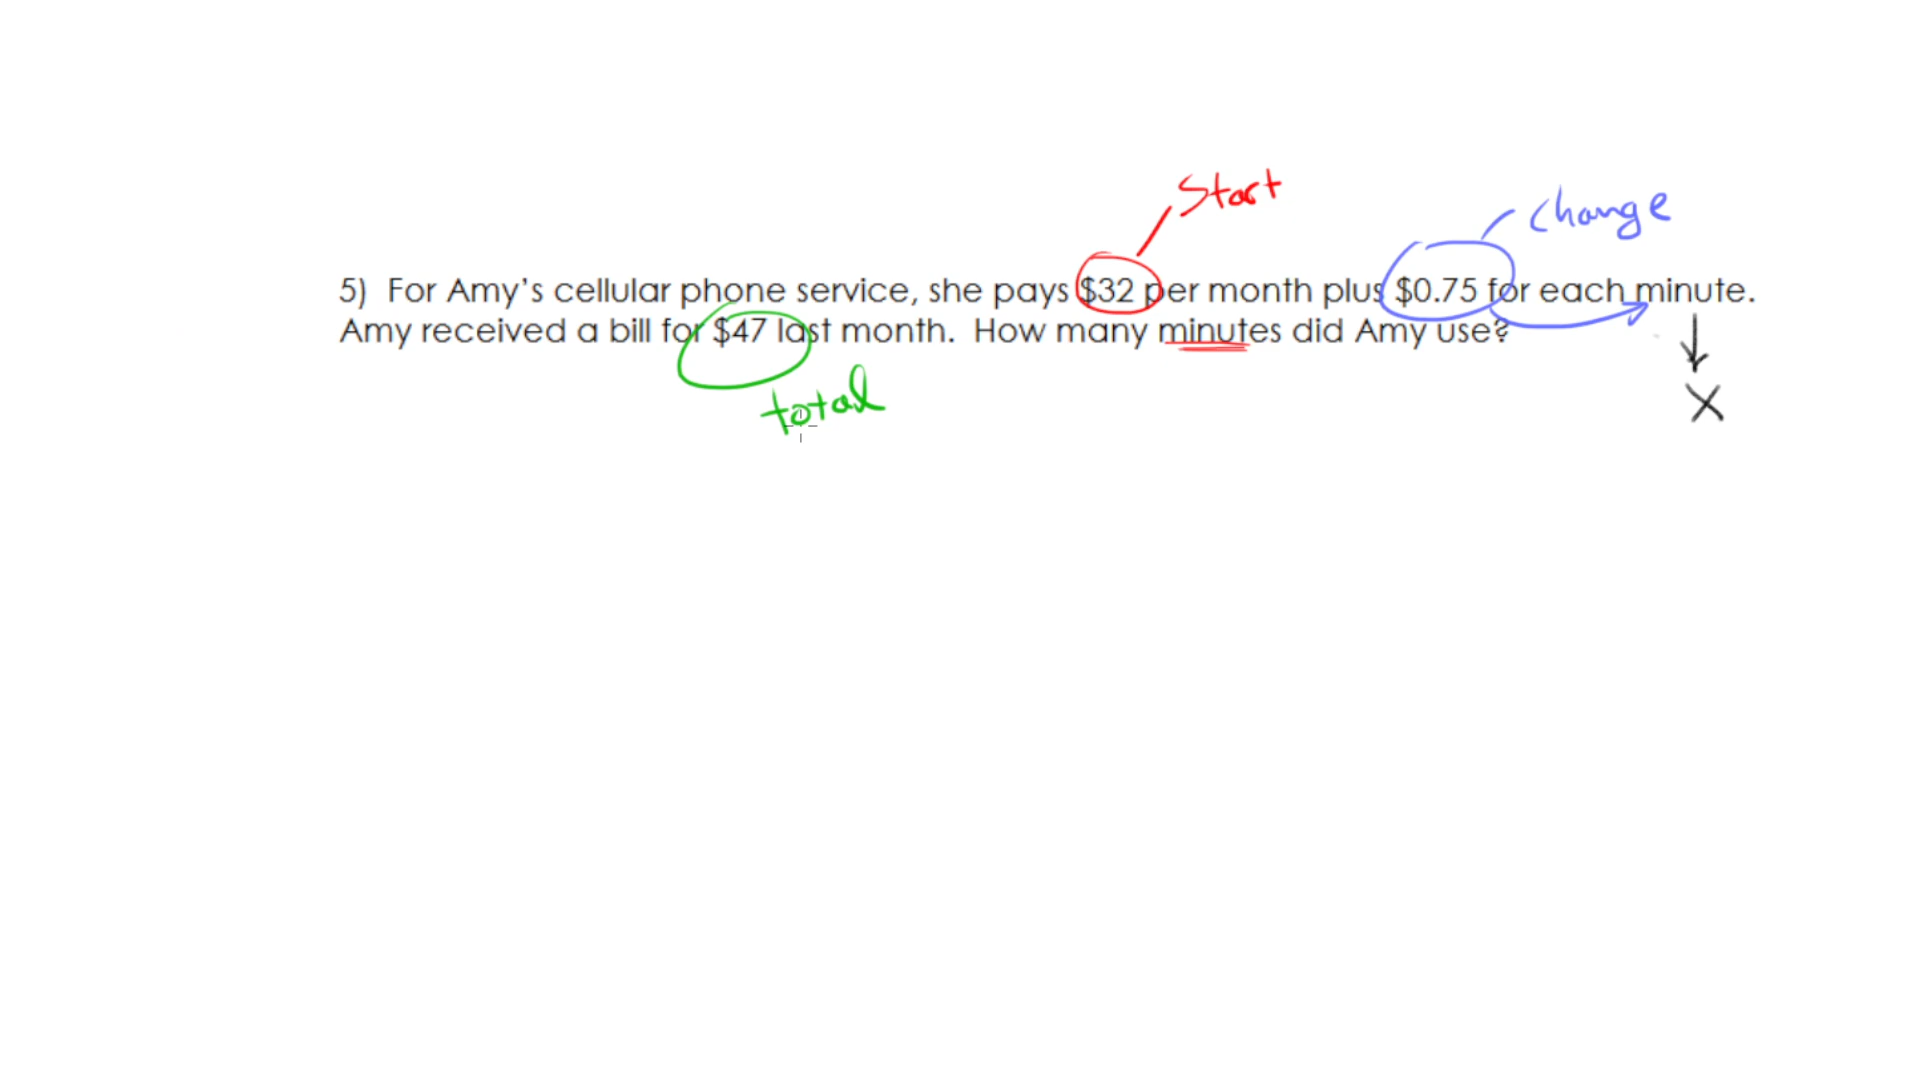 Start
change
5) For Amy's cellular phone service, she pays $32 per month plus $0.75 for each minute.
Amy received a bill for $47 last month. How many minutes did Amy use?
total
X